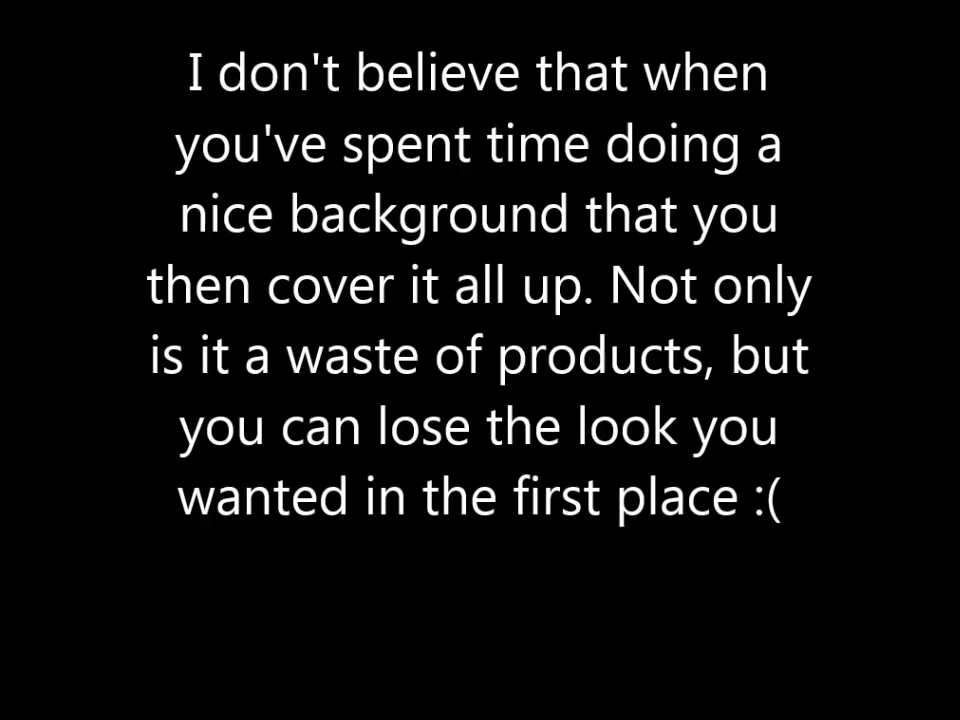 I don't believe that when
you've spent time doing a
nice background that you
then cover it all up. Not only
is it a waste of products, but
you can lose the look you
wanted in the first place :(